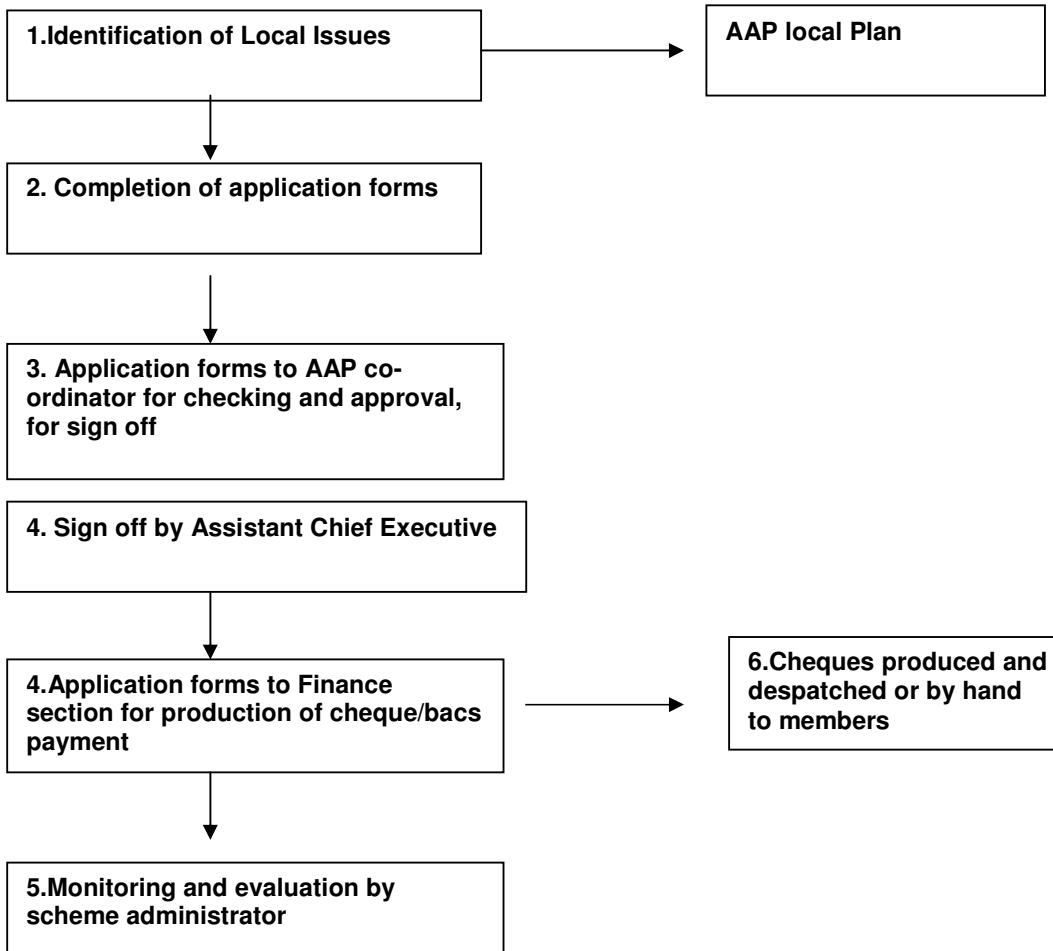 1.Identification of Local Issues
AAP local Plan
2. Completion of application forms
3. Application forms to AAP co-
ordinator for checking and approval,
for sign off
4. Sign off by Assistant Chief Executive
4.Application forms to Finance
section for production of cheque/bacs
payment
6.Cheques produced and
despatched or by hand
to members
5.Monitoring and evaluation by
scheme administrator